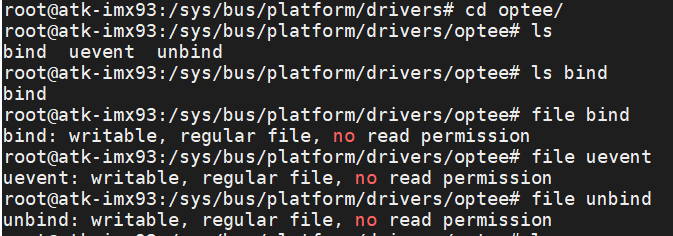 root@atk-imx93:/sys/bus/platform/drivers# cd optee/
root@atk-imx93:/sys/bus/platform/drivers/optee# ls
bind  uevent  unbind
root@atk-imx93:/sys/bus/platform/drivers/optee# ls bind
bind
root@atk-imx93:/sys/bus/platform/drivers/optee# file bind
bind: writable, regular file, no read permission
root@atk-imx93:/sys/bus/platform/drivers/optee# file uevent
uevent: writable, regular file, no read permission
root@atk-imx93:/sys/bus/platform/drivers/optee# file unbind
unbind: writable, regular file, no read permission